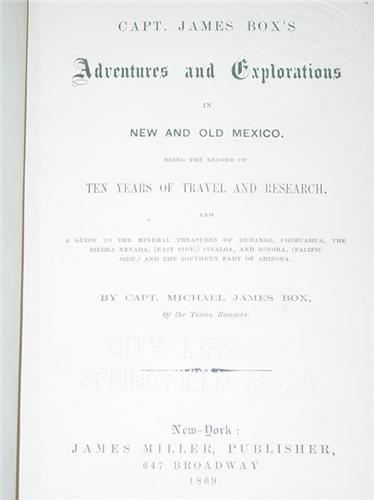 CAPT. JAMES BOX'S
Adventures and Explorations
IN
NEW AND OLD MEXICO.
BEING THE RECORD OF
TEN YEARS OF TRAVEL AND RESEARCH,
AND
A GUIDE TO THE MINERAL TREASURES OF DURANGO, CHIHUAHUA, THE
SIERRA NEVADA, (EAST SIDE,) SINALOA, AND SONORA, (PACIFIC
SIDE,) AND THE SOUTHERN PART OF ARIZONA.
BY CAPT. MICHAEL JAMES BOX,
Of the Texan Rangers.
CITY LIBRARY
SPRINGFIELD MASS
New-York:
JAMES MILLER, PUBLISHER,
647 BROADWAY.
1869.